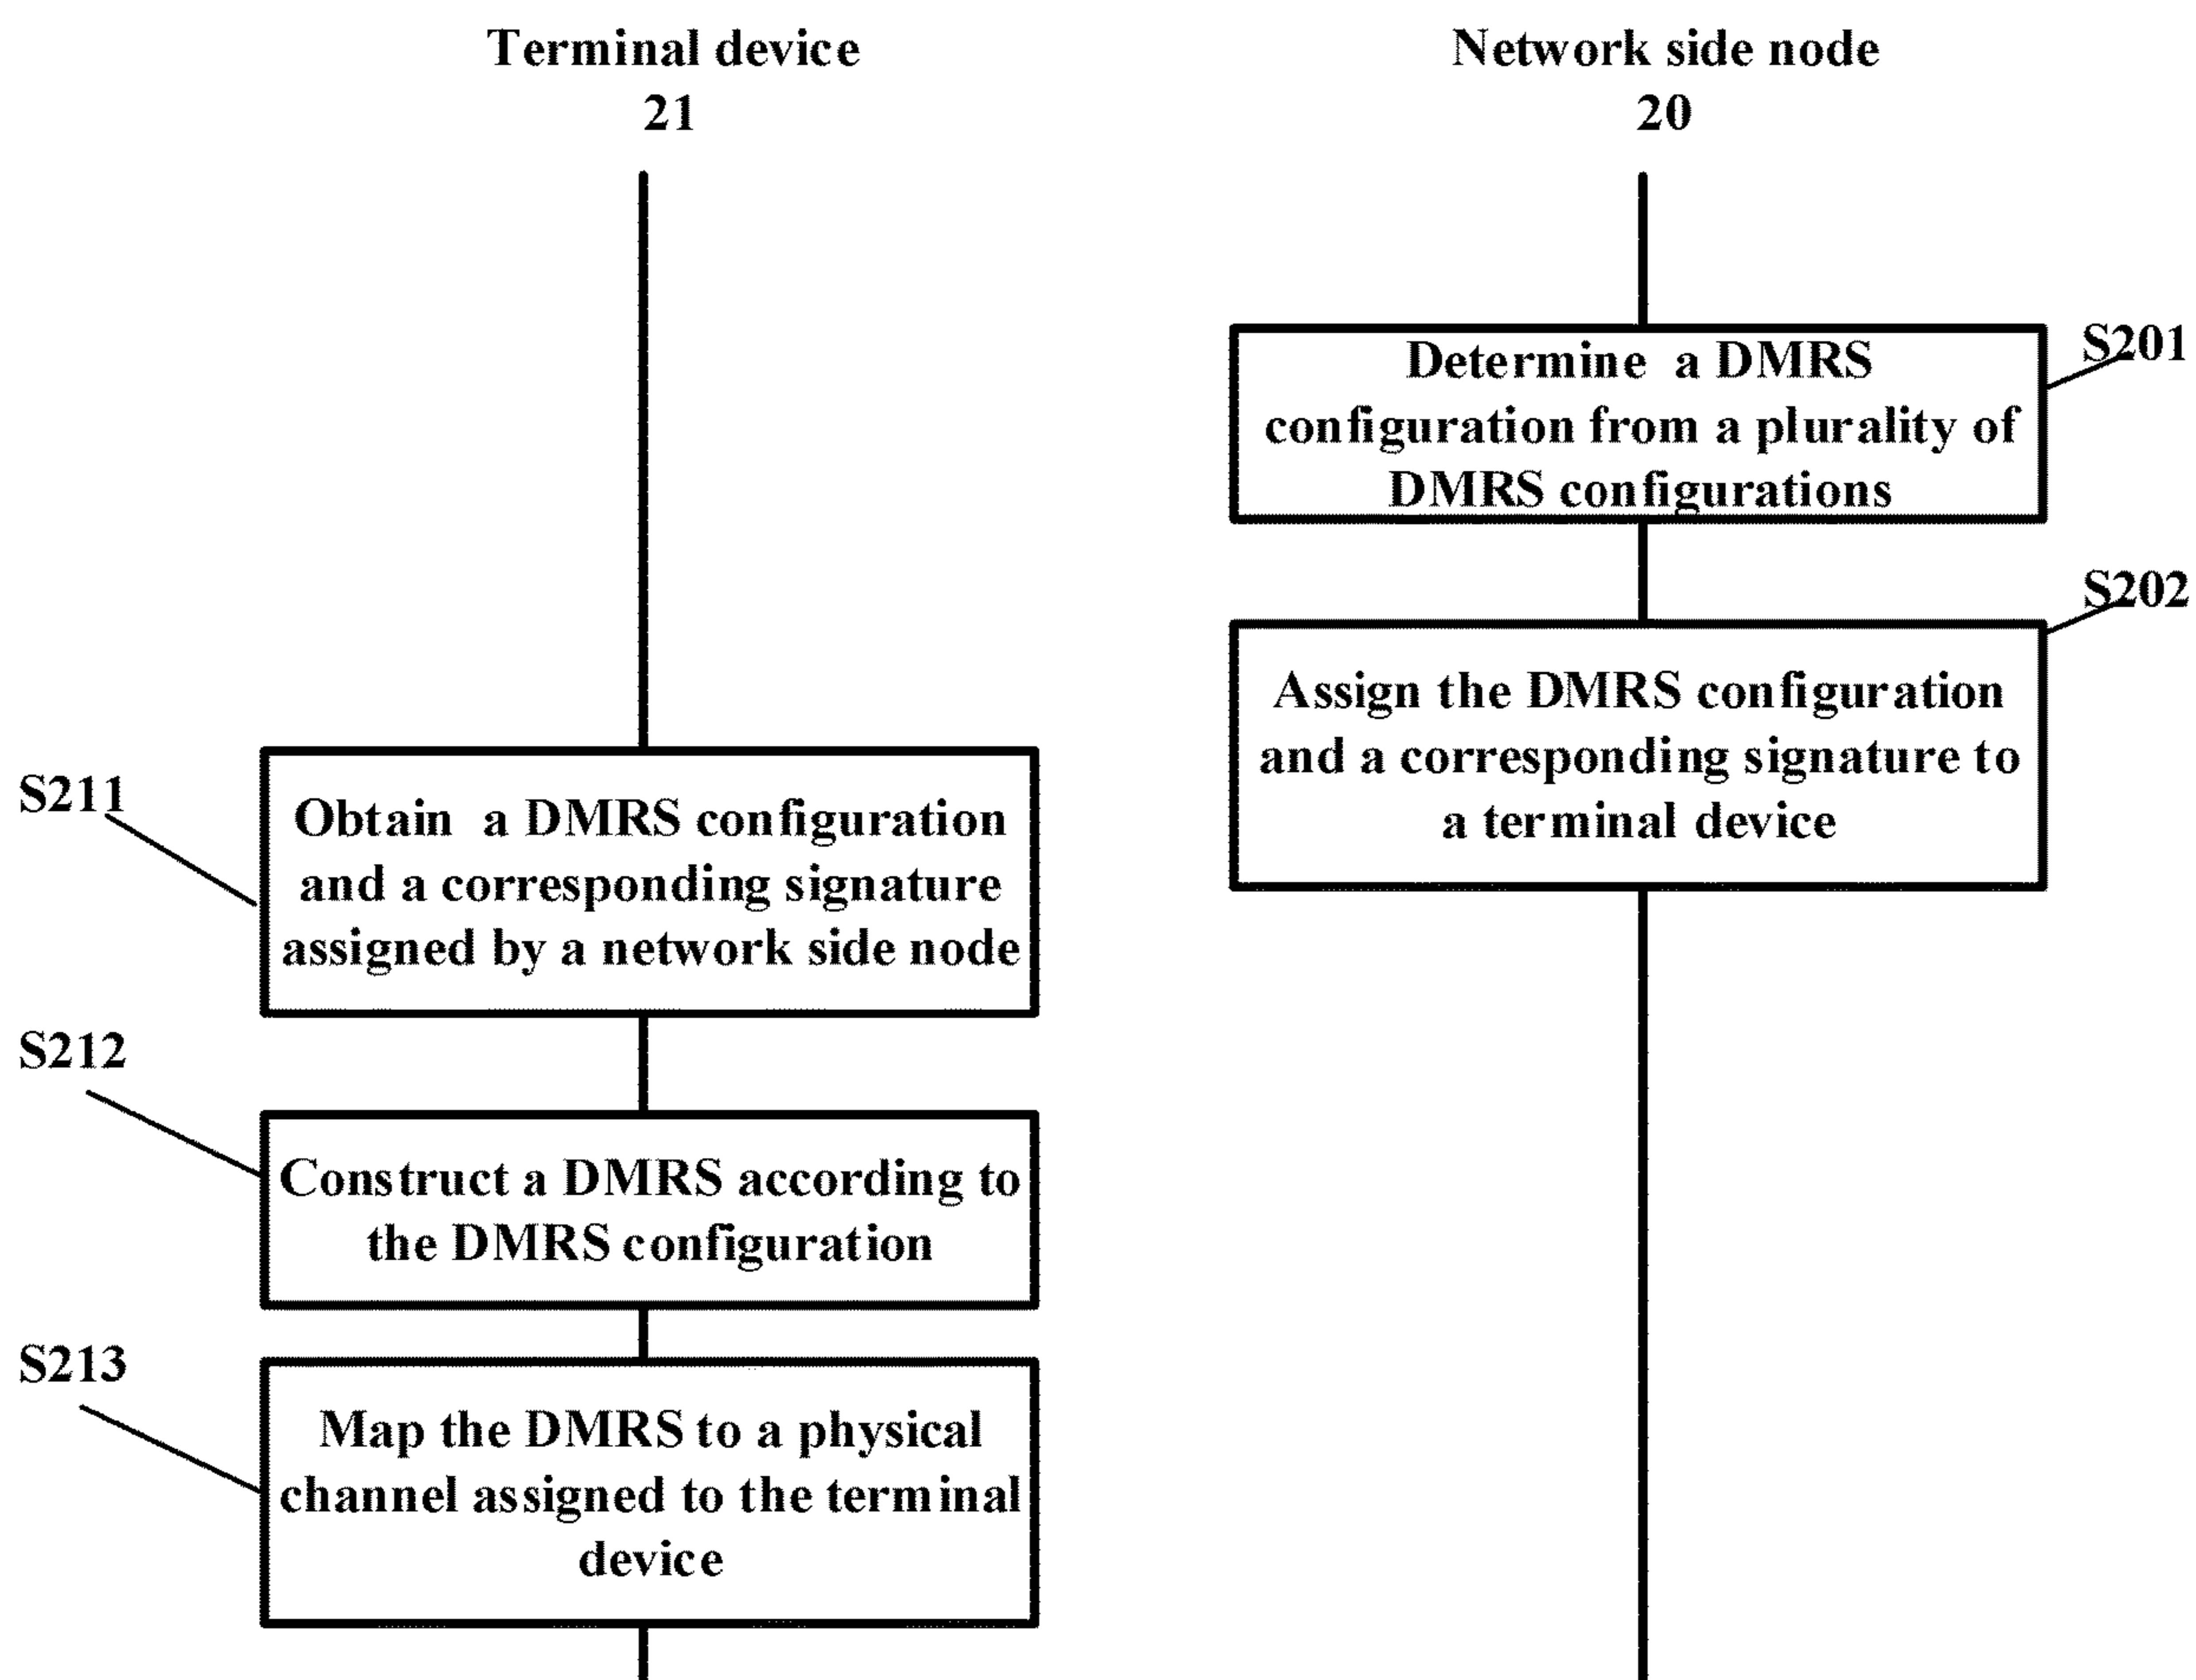 Terminal device
21
Network side node
20
S201
Determine a DMRS
configuration from a plurality of
DMRS configurations
S202
Assign the DMRS configuration
and a corresponding signature to
a terminal device
S211
Obtain a DMRS configuration
and a corresponding signature
assigned by a network side node
S212
Construct a DMRS according to
the DMRS configuration
S213
Map the DMRS to a physical
channel assigned to the terminal
device